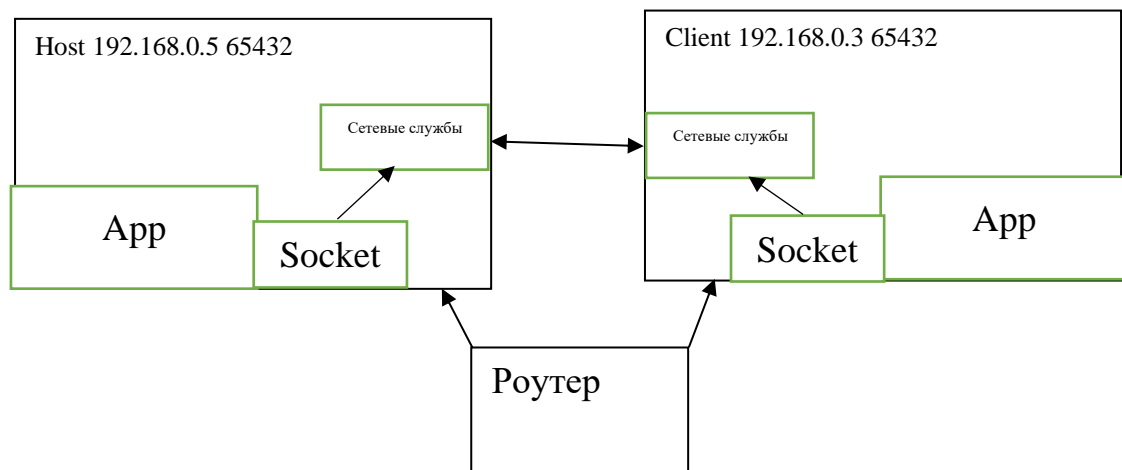 Host 192.168.0.5 65432
Client 192.168.0.3 65432
Сетевые службы
Сетевые службы
App
Socket
Socket
App
Роутер